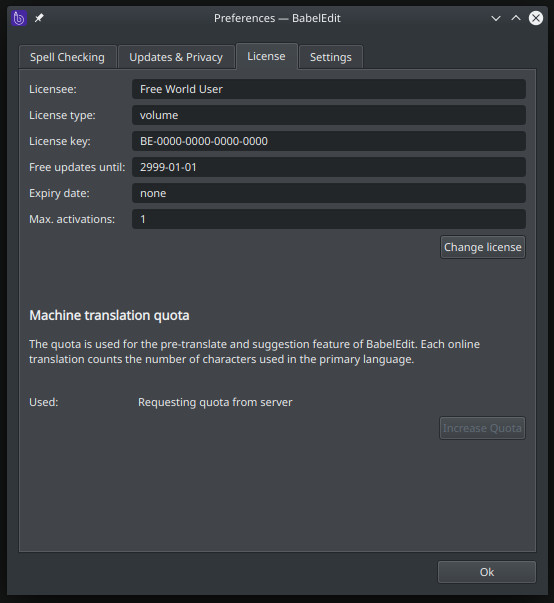 Preferences — BabelEdit
Spell Checking Updates & Privacy License Settings
Licensee: Free World User
License type: volume
License key: BE-0000-0000-0000-0000
Free updates until: 2999-01-01
Expiry date: none
Max. activations: 1
Change license
Machine translation quota
The quota is used for the pre-translate and suggestion feature of BabelEdit. Each online
translation counts the number of characters used in the primary language.
Used: Requesting quota from server
Increase Quota
Ok